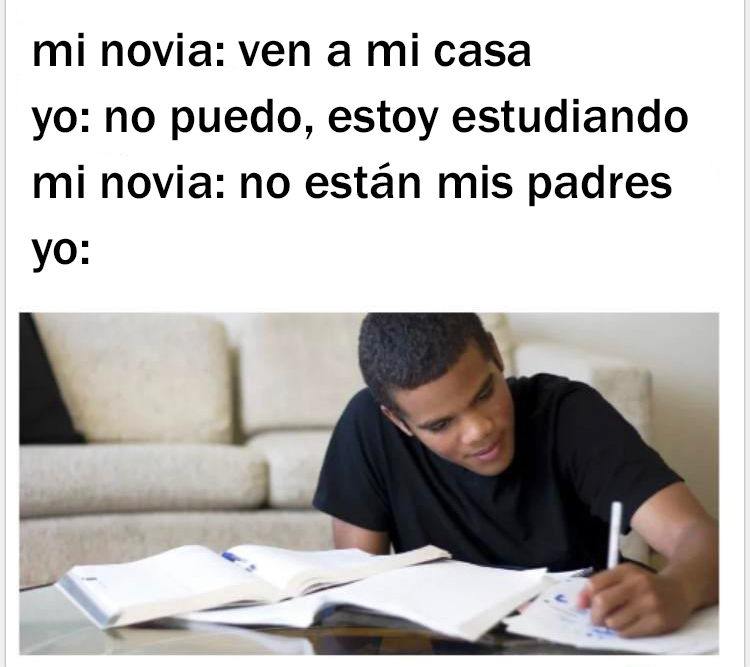 mi novia: ven a mi casa
yo: no puedo, estoy estudiando
mi novia: no están mis padres
yo: